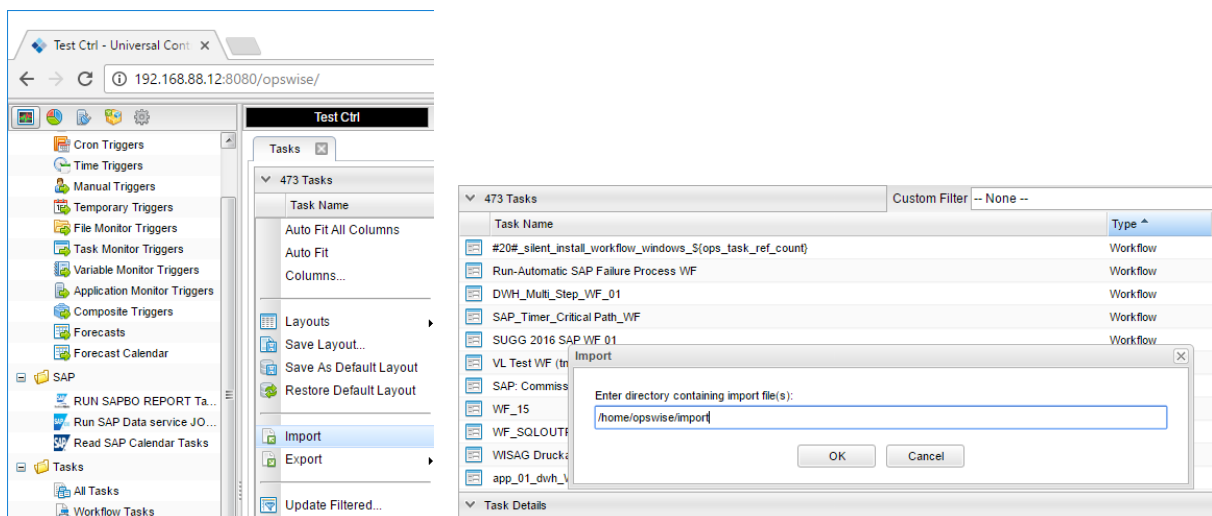 Test Ctrl - Universal Cont
192.168.88.12:8080/opswise/
Test Ctrl
Cron Triggers
Time Triggers
Manual Triggers
Temporary Triggers
File Monitor Triggers
Task Monitor Triggers
Variable Monitor Triggers
Application Monitor Triggers
Composite Triggers
Forecasts
Forecast Calendar
SAP
RUN SAPBO REPORT Ta...
Run SAP Data service JO...
Read SAP Calendar Tasks
Tasks
All Tasks
Workflow Tasks
Tasks
473 Tasks
Task Name
Auto Fit All Columns
Auto Fit
Columns...
Layouts
Save Layout...
Save As Default Layout
Restore Default Layout
Import
Export
Update Filtered...
473 Tasks
Custom Filter -- None --
Task Name Type
#20#_silent_install_workflow_windows_${ops_task_ref_count} Workflow
Run-Automatic SAP Failure Process WF Workflow
DWH_Multi_Step_WF_01 Workflow
SAP_Timer_Critical Path_WF Workflow
SUGG 2016 SAP WF 01 Workflow
VL Test WF
SAP: Commiss
WF_15
WF_SQLOUT
WISAG Drucka
app_01_dwh_
Import
Enter directory containing import file(s):
/home/opswise/import
OK Cancel
Task Details